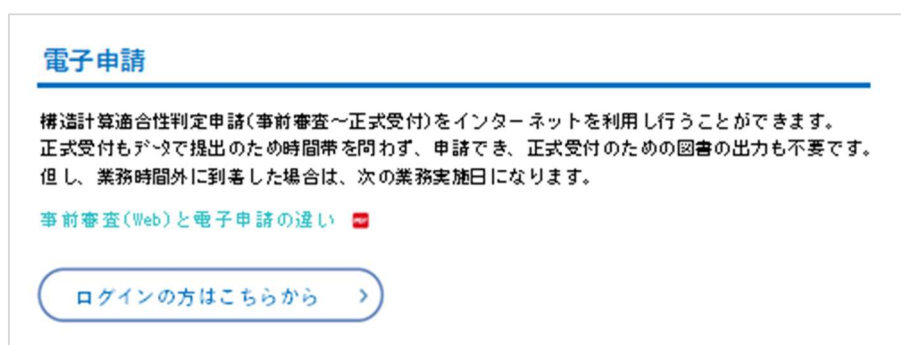 電子申請
構造計算適合性判定申請(事前審査～正式受付)をインターネットを利用し行うことができます。
正式受付もﾃﾞｰﾀで提出のため時間帯を問わず、申請でき、正式受付のための図書の出力も不要です。
但し、業務時間外に到着した場合は、次の業務実施日になります。
事前審査(Web)と電子申請の違い
ログインの方はこちらから